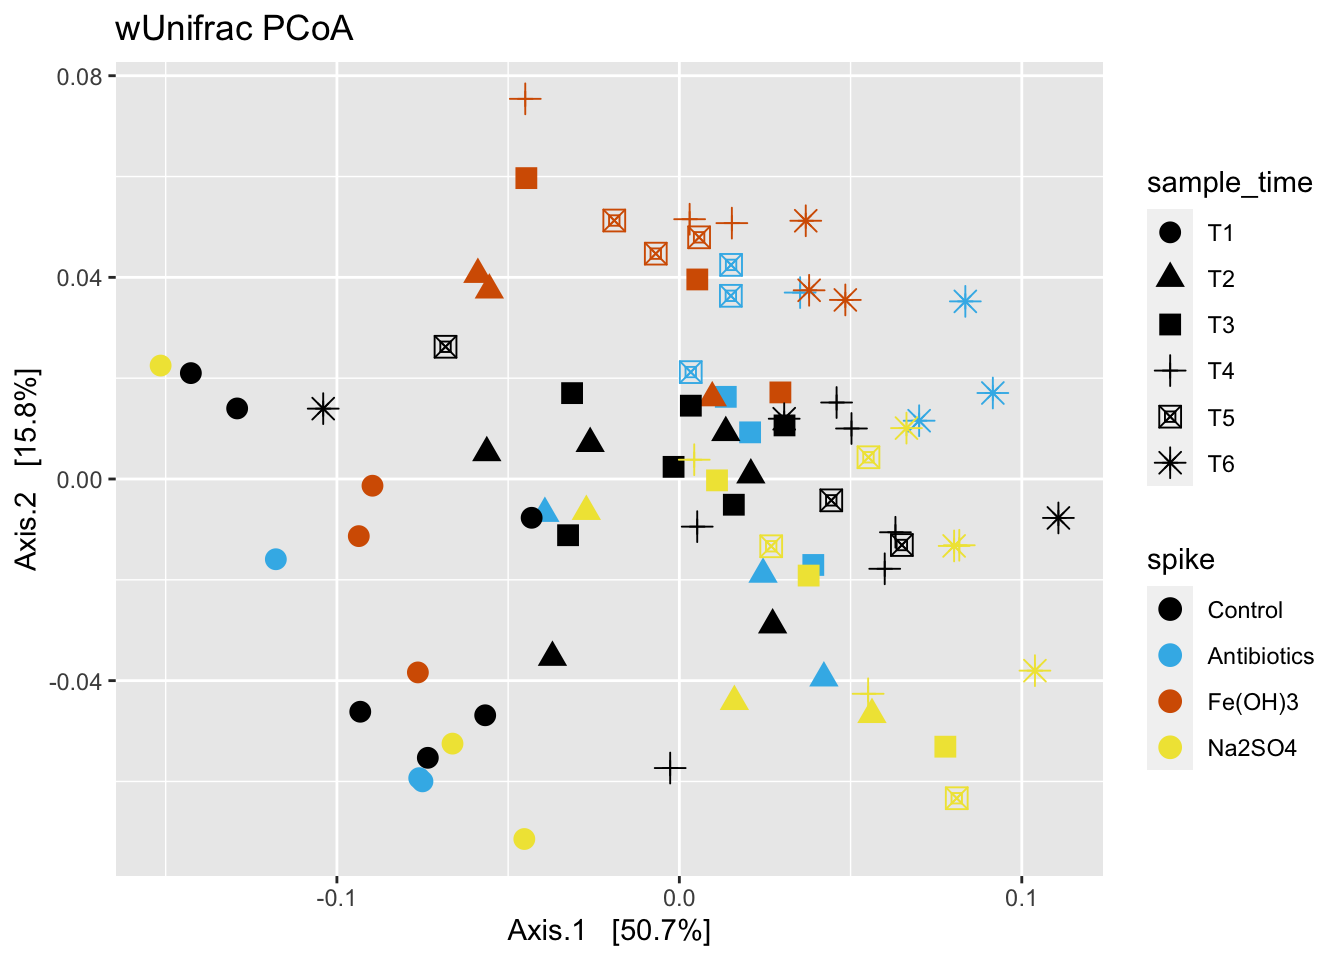 wUnifrac PCoA
0.08
0.04
0.00
-0.04
Axis.2   [15.8%]
-0.1
0.0
0.1
Axis.1   [50.7%]
sample_time
T1
T2
T3
T4
T5
T6
spike
Control
Antibiotics
Fe(OH)3
Na2SO4